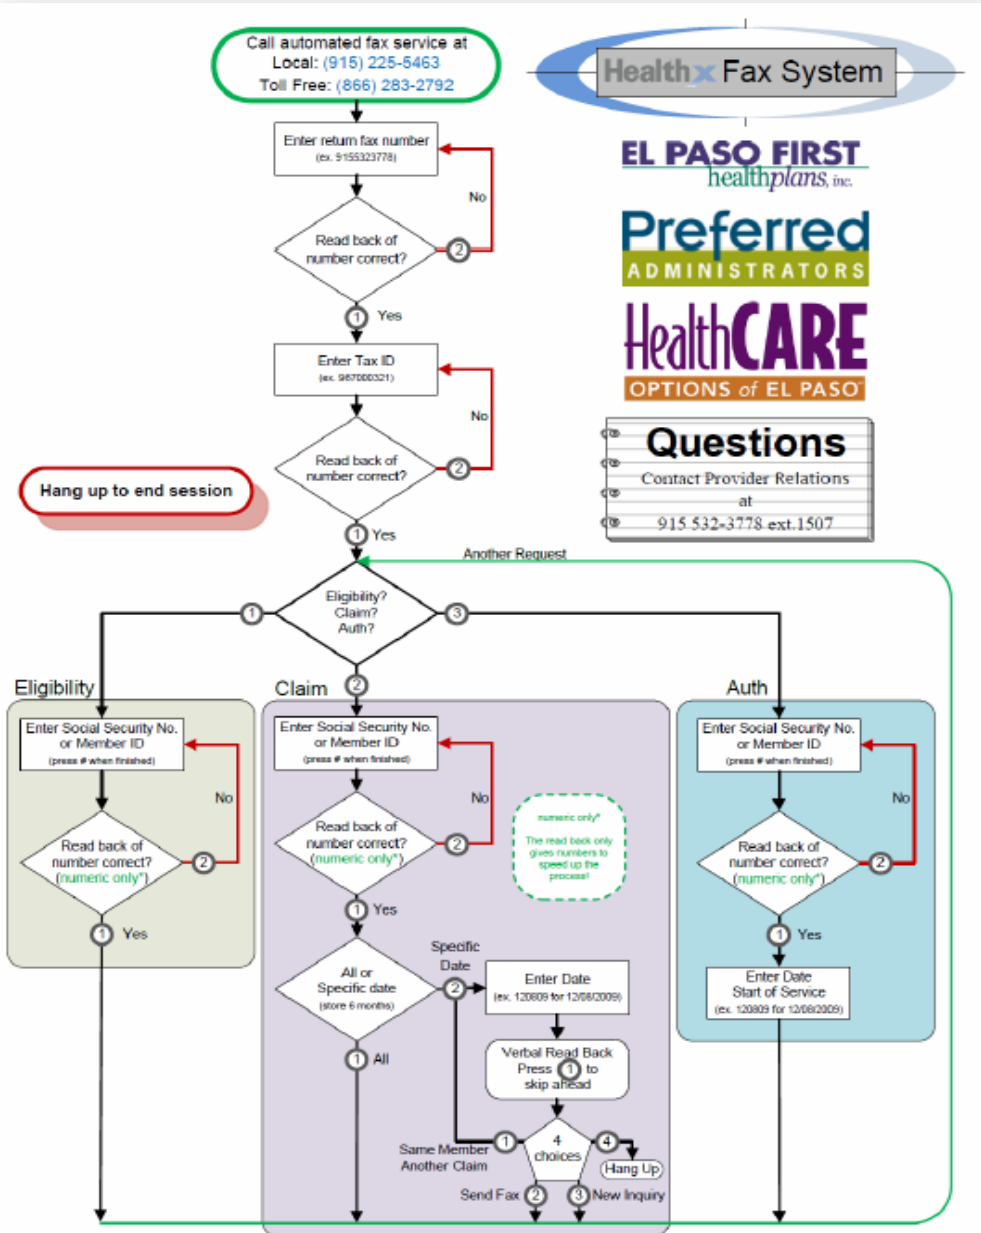 Call automated fax service at
Local: (915) 225-5463
Toll Free: (866) 283-2792
Healthx Fax System
Enter return fax number
(ex. 9155323778)
EL PASO FIRST
healthplans, inc.
No
Read back of
number correct?
2
Preferred
ADMINISTRATORS
1 Yes
HealthCARE
OPTIONS of EL PASO
Enter Tax ID
(ex. 987000321)
No
Read back of
number correct?
2
Questions
Contact Provider Relations
at
915 532-3778 ext.1507
Hang up to end session
1 Yes
Another Request
Eligibility?
Claim?
Auth?
1
3
2
Eligibility
Enter Social Security No.
or Member ID
(press # when finished)
No
Read back of
number correct?
(numeric only*)
2
1 Yes
Claim
Enter Social Security No.
or Member ID
(press # when finished)
No
Read back of
number correct?
(numeric only*)
2
numeric only*
The read back only
gives numbers to
speed up the
process!
1 Yes
All or
Specific date
(store 6 months)
Specific
Date
2
Enter Date
(ex. 120809 for 12/08/2009)
1 All
Verbal Read Back
Press 1 to
skip ahead
4
choices
1
Same Member
Another Claim
4
Hang Up
Send Fax 2
3 New Inquiry
Auth
Enter Social Security No.
or Member ID
(press # when finished)
No
Read back of
number correct?
(numeric only*)
2
1 Yes
Enter Date
Start of Service
(ex. 120809 for 12/08/2009)